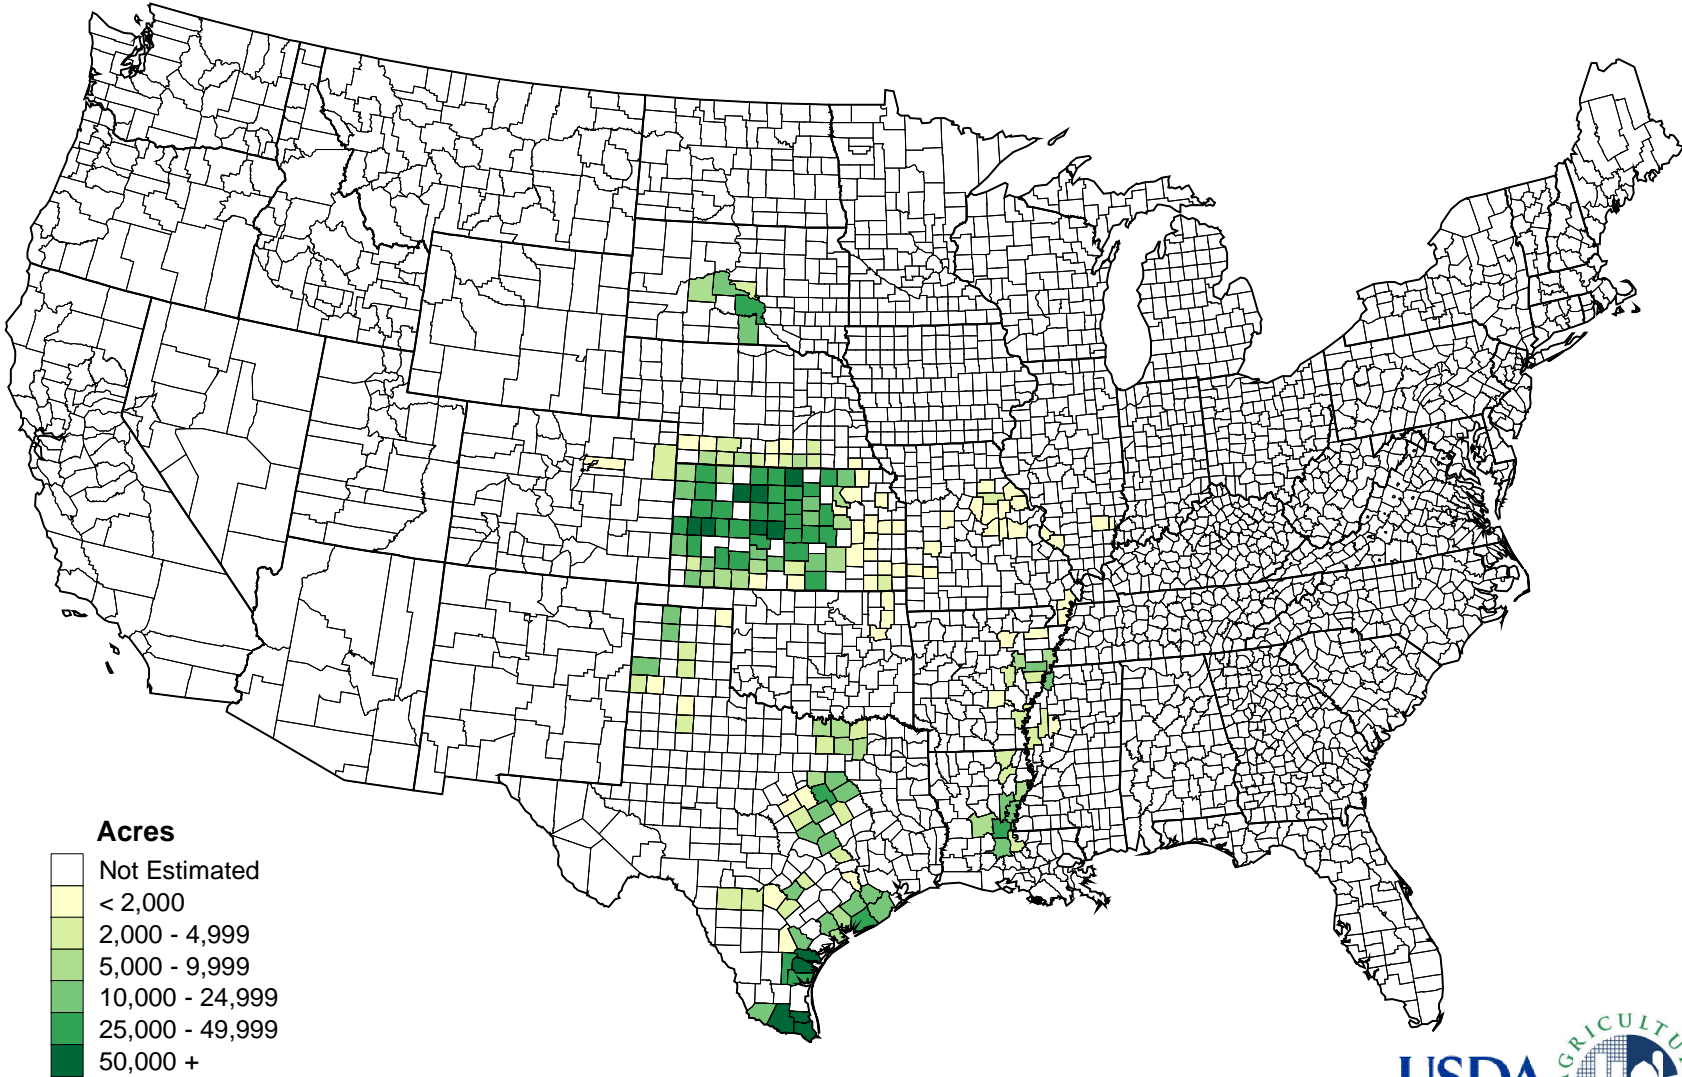 Acres
Not Estimated
< 2,000
2,000 - 4,999
5,000 - 9,999
10,000 - 24,999
25,000 - 49,999
50,000 +
USDA